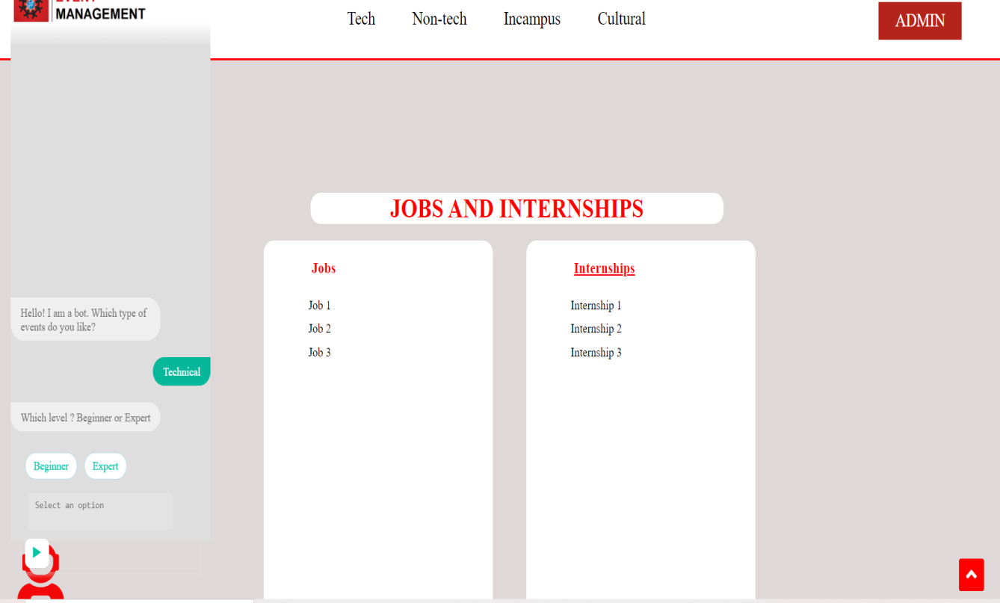 EVENT
MANAGEMENT
Tech Non-tech Incampus Cultural
ADMIN
JOBS AND INTERNSHIPS
Jobs
Job 1
Job 2
Job 3
Internships
Internship 1
Internship 2
Internship 3
Hello! I am a bot. Which type of
events do you like?
Technical
Which level ? Beginner or Expert
Beginner Expert
Select an option